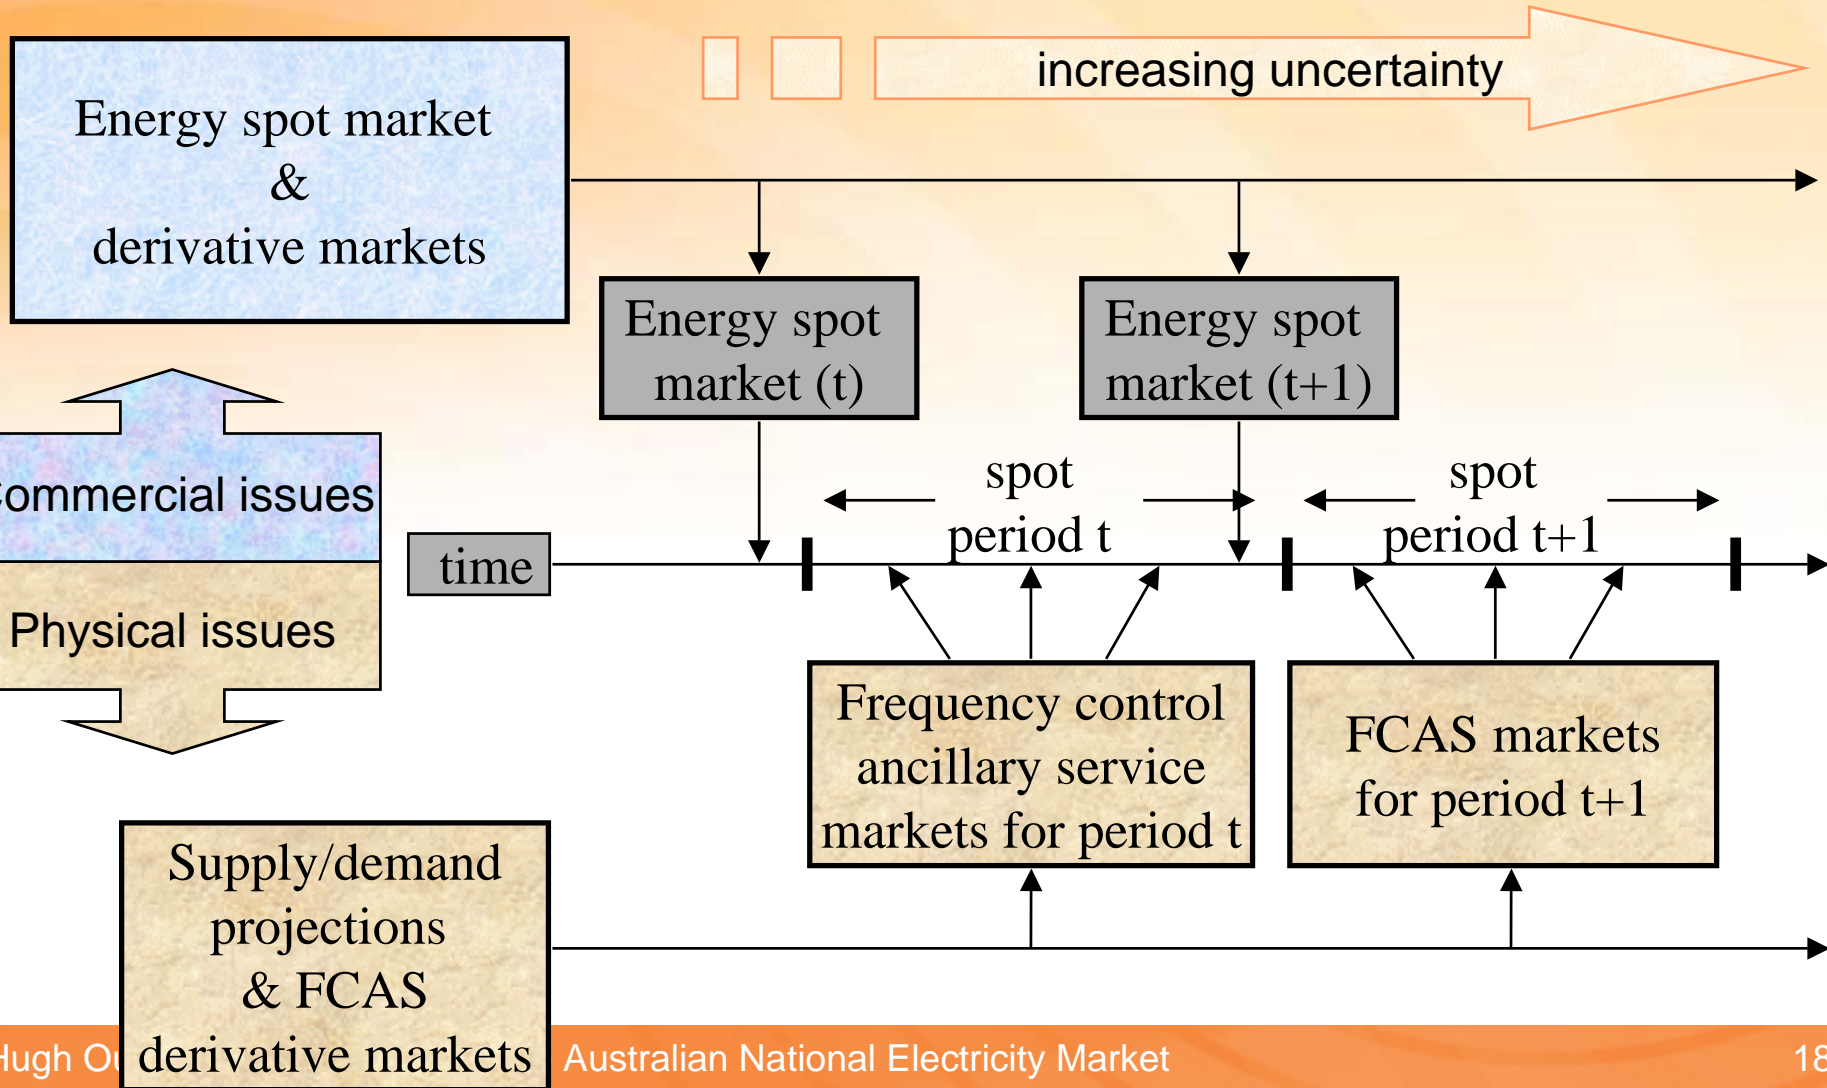 increasing uncertainty
Energy spot market
&
derivative markets
Energy spot
market (t)
Energy spot
market (t+1)
Commercial issues
Physical issues
time
spot
period t
spot
period t+1
Frequency control
ancillary service
markets for period t
FCAS markets
for period t+1
Supply/demand
projections
& FCAS
derivative markets
Hugh
Australian National Electricity Market
18